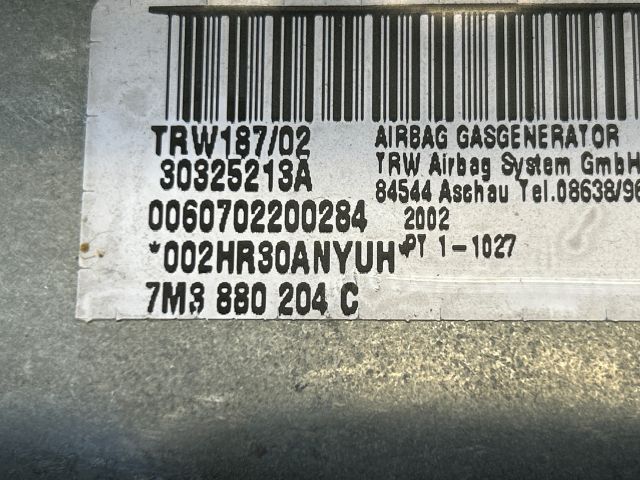 TRW187/02
30325213A
0060702200284
*002HR30ANYUH*
7M3 880 204 C
AIRBAG GASGENERATOR
TRW Airbag System GmbH
84544 Aschau Tel.08638/96
2002
PT 1-1027